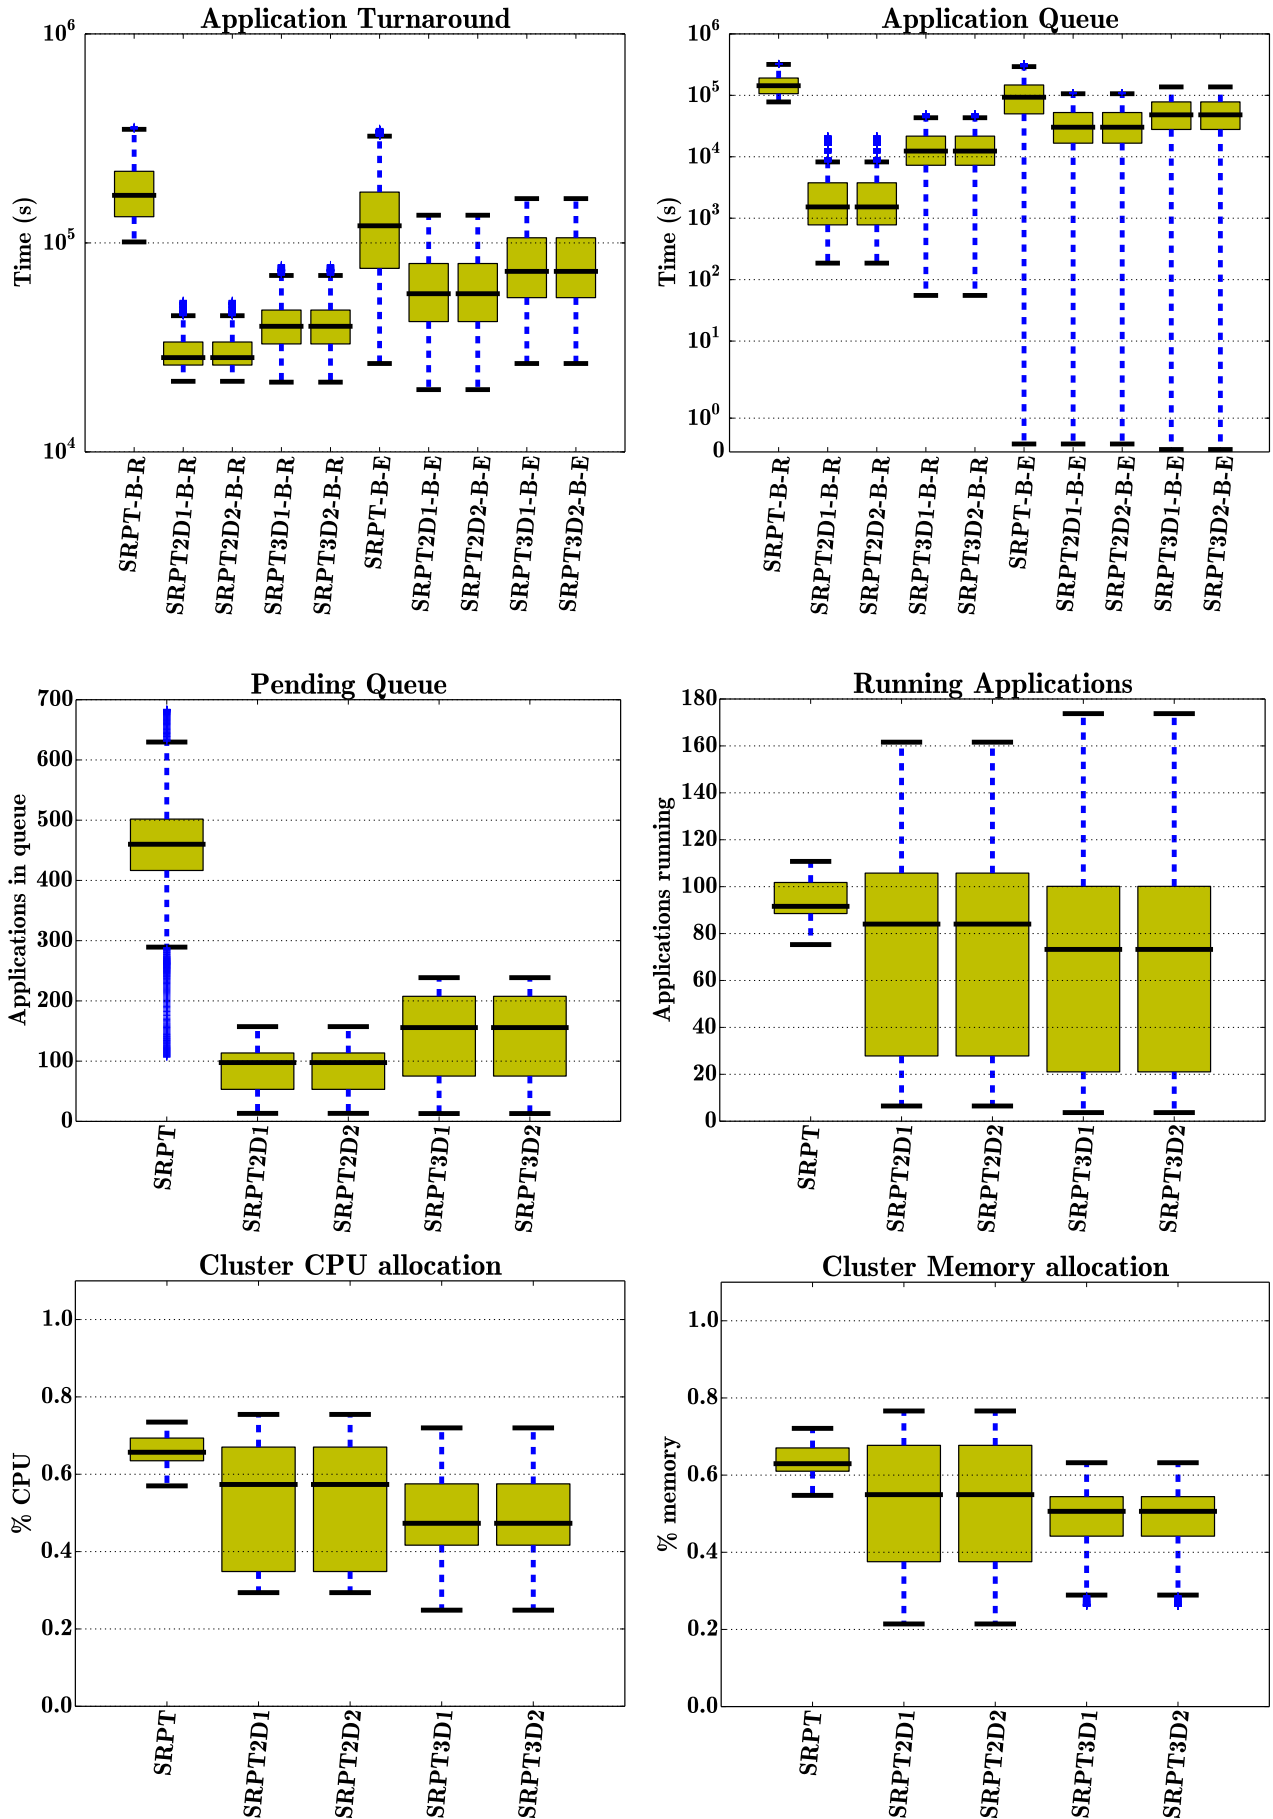 Application Turnaround
10^6
10^5
10^4
Time (s)
SRPT-B-R
SRPT2D1-B-R
SRPT2D2-B-R
SRPT3D1-B-R
SRPT3D2-B-R
SRPT-B-E
SRPT2D1-B-E
SRPT2D2-B-E
SRPT3D1-B-E
SRPT3D2-B-E
Application Queue
10^6
10^5
10^4
10^3
10^2
10^1
10^0
0
Time (s)
SRPT-B-R
SRPT2D1-B-R
SRPT2D2-B-R
SRPT3D1-B-R
SRPT3D2-B-R
SRPT-B-E
SRPT2D1-B-E
SRPT2D2-B-E
SRPT3D1-B-E
SRPT3D2-B-E
Pending Queue
700
600
500
400
300
200
100
0
Applications in queue
SRPT
SRPT2D1
SRPT2D2
SRPT3D1
SRPT3D2
Running Applications
180
160
140
120
100
80
60
40
20
0
Applications running
SRPT
SRPT2D1
SRPT2D2
SRPT3D1
SRPT3D2
Cluster CPU allocation
1.0
0.8
0.6
0.4
0.2
0.0
% CPU
SRPT
SRPT2D1
SRPT2D2
SRPT3D1
SRPT3D2
Cluster Memory allocation
1.0
0.8
0.6
0.4
0.2
0.0
% memory
SRPT
SRPT2D1
SRPT2D2
SRPT3D1
SRPT3D2